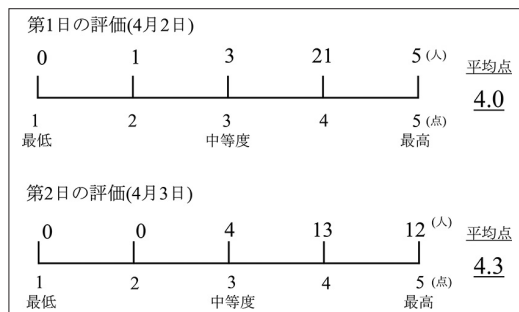 第1日の評価(4月2日)
0 1 3 21 5 (人)
平均点
4.0
1 2 3 4 5 (点)
最低 中等度 最高
第2日の評価(4月3日)
0 0 4 13 12 (人)
平均点
4.3
1 2 3 4 5 (点)
最低 中等度 最高